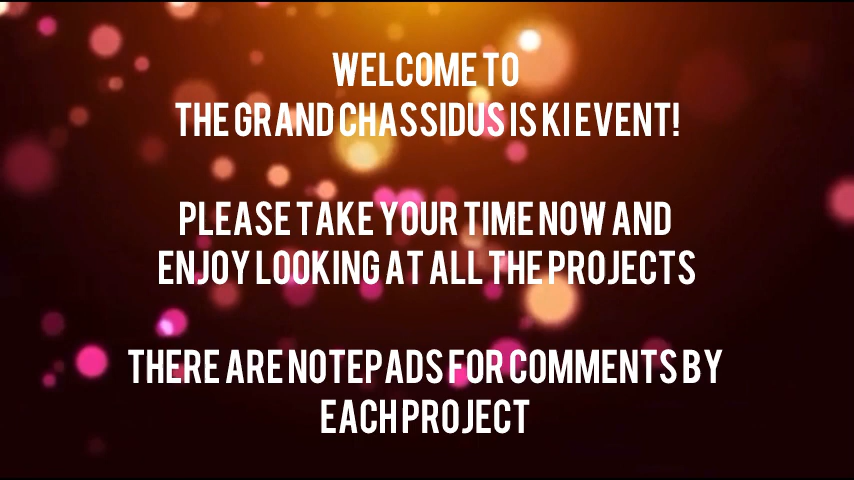 WELCOME TO
THE GRAND CHASSIDUS IS KI EVENT!
PLEASE TAKE YOUR TIME NOW AND
ENJOY LOOKING AT ALL THE PROJECTS
THERE ARE NOTEPADS FOR COMMENTS BY
EACH PROJECT